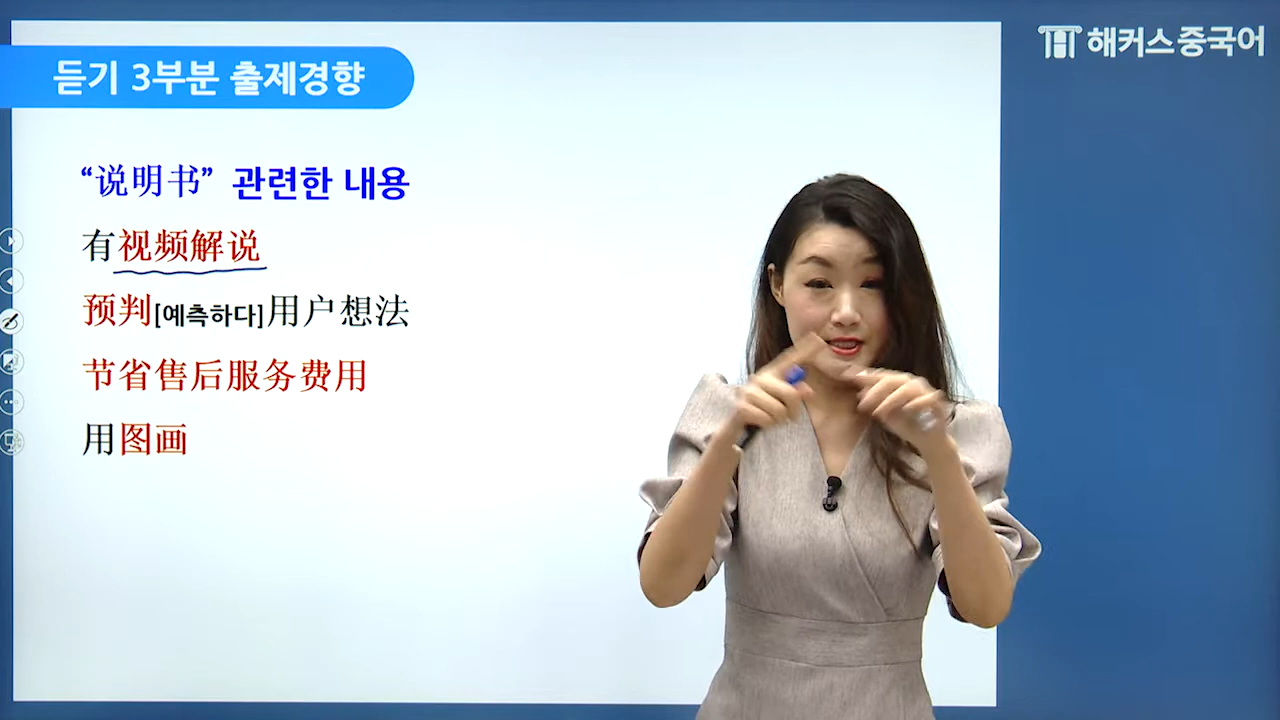 해커스중국어
듣기 3부분 출제경향
“说明书” 관련한 내용
有视频解说
预判[예측하다]用户想法
节省售后服务费用
用图画